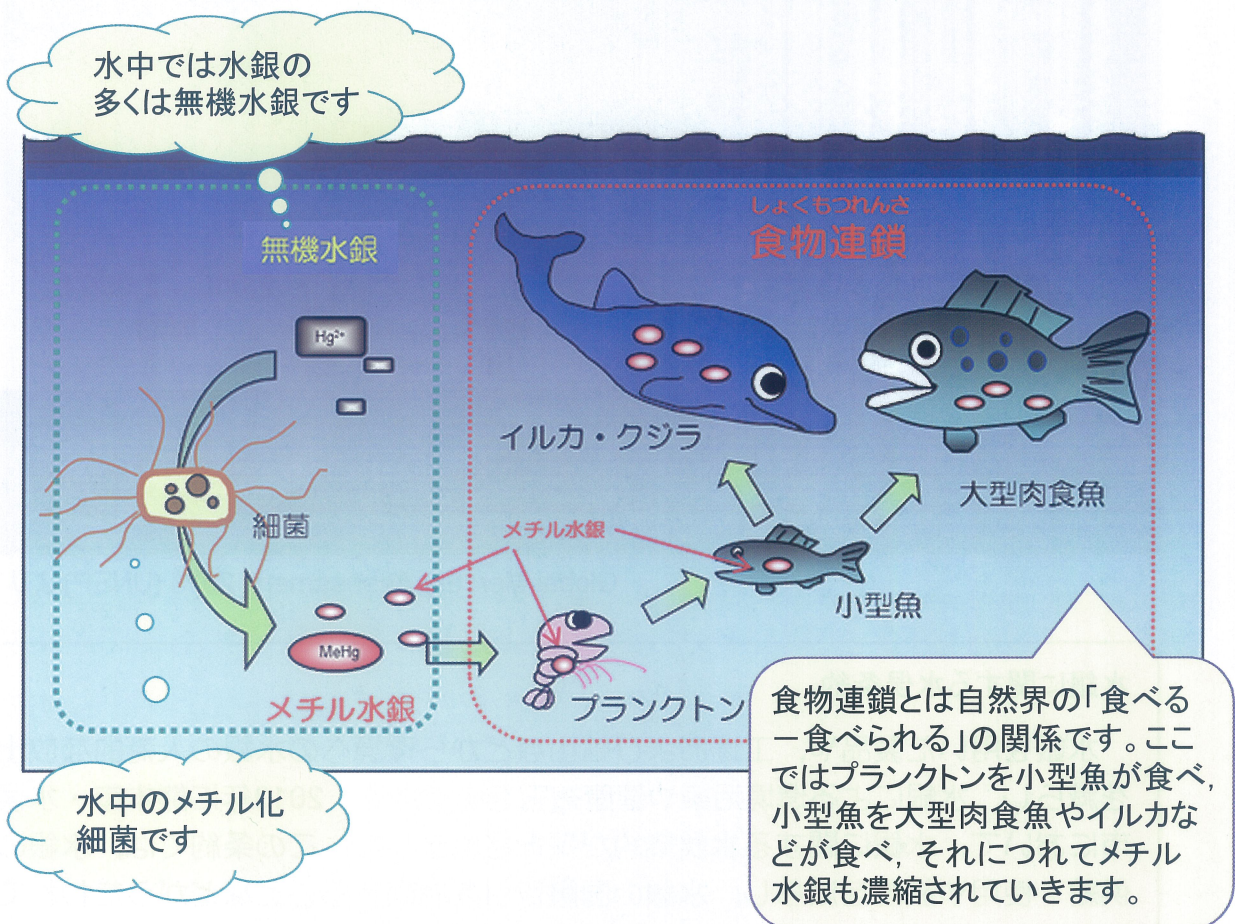 水中では水銀の
多くは無機水銀です
無機水銀
Hg²⁺
細菌
MeHg
メチル水銀
水中のメチル化
細菌です
しょくもつれんさ
食物連鎖
イルカ・クジラ
大型肉食魚
メチル水銀
小型魚
プランクトン
食物連鎖とは自然界の「食べる
－食べられる」の関係です。ここ
ではプランクトンを小型魚が食べ,
小型魚を大型肉食魚やイルカな
どが食べ, それにつれてメチル
水銀も濃縮されていきます。